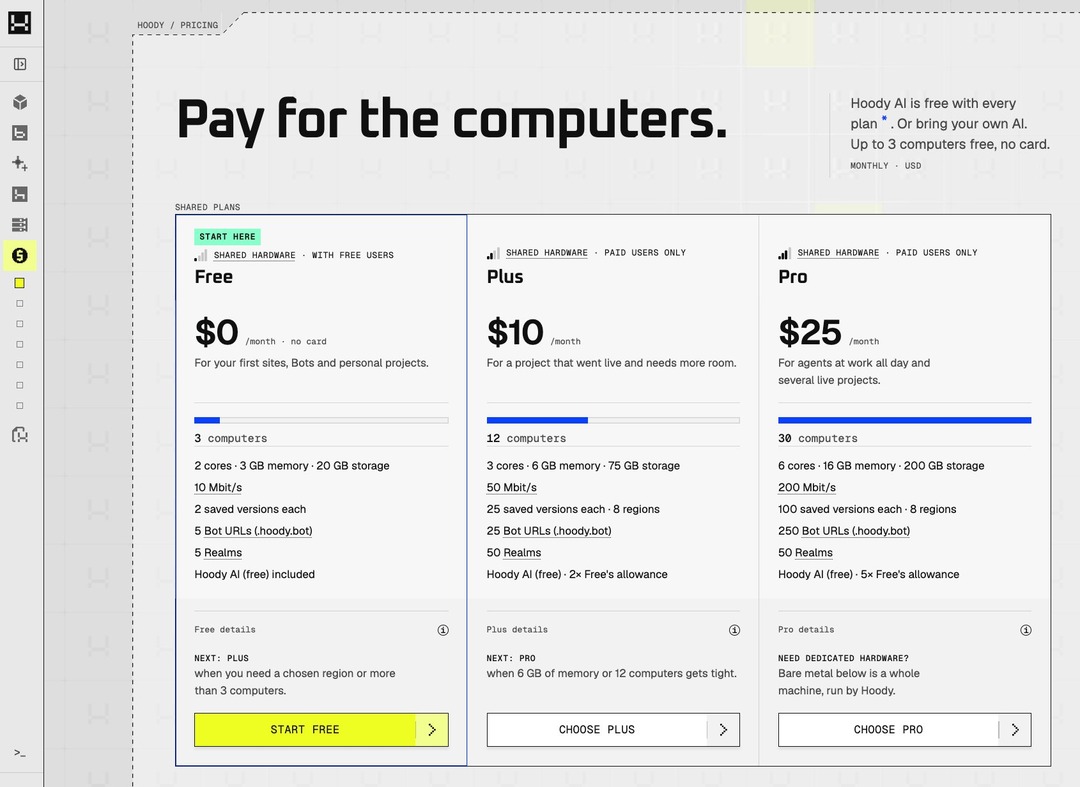 HOODY / PRICING
Pay for the computers.
Hoody AI is free with every
plan * . Or bring your own AI.
Up to 3 computers free, no card.
MONTHLY · USD
SHARED PLANS
START HERE
SHARED HARDWARE · WITH FREE USERS
Free
$0 /month · no card
For your first sites, Bots and personal projects.
3 computers
2 cores · 3 GB memory · 20 GB storage
10 Mbit/s
2 saved versions each
5 Bot URLs (.hoody.bot)
5 Realms
Hoody AI (free) included
Free details
NEXT: PLUS
when you need a chosen region or more
than 3 computers.
START FREE
SHARED HARDWARE · PAID USERS ONLY
Plus
$10 /month
For a project that went live and needs more room.
12 computers
3 cores · 6 GB memory · 75 GB storage
50 Mbit/s
25 saved versions each · 8 regions
25 Bot URLs (.hoody.bot)
50 Realms
Hoody AI (free) · 2× Free's allowance
Plus details
NEXT: PRO
when 6 GB of memory or 12 computers gets tight.
CHOOSE PLUS
SHARED HARDWARE · PAID USERS ONLY
Pro
$25 /month
For agents at work all day and
several live projects.
30 computers
6 cores · 16 GB memory · 200 GB storage
200 Mbit/s
100 saved versions each · 8 regions
250 Bot URLs (.hoody.bot)
50 Realms
Hoody AI (free) · 5× Free's allowance
Pro details
NEED DEDICATED HARDWARE?
Bare metal below is a whole
machine, run by Hoody.
CHOOSE PRO
>_